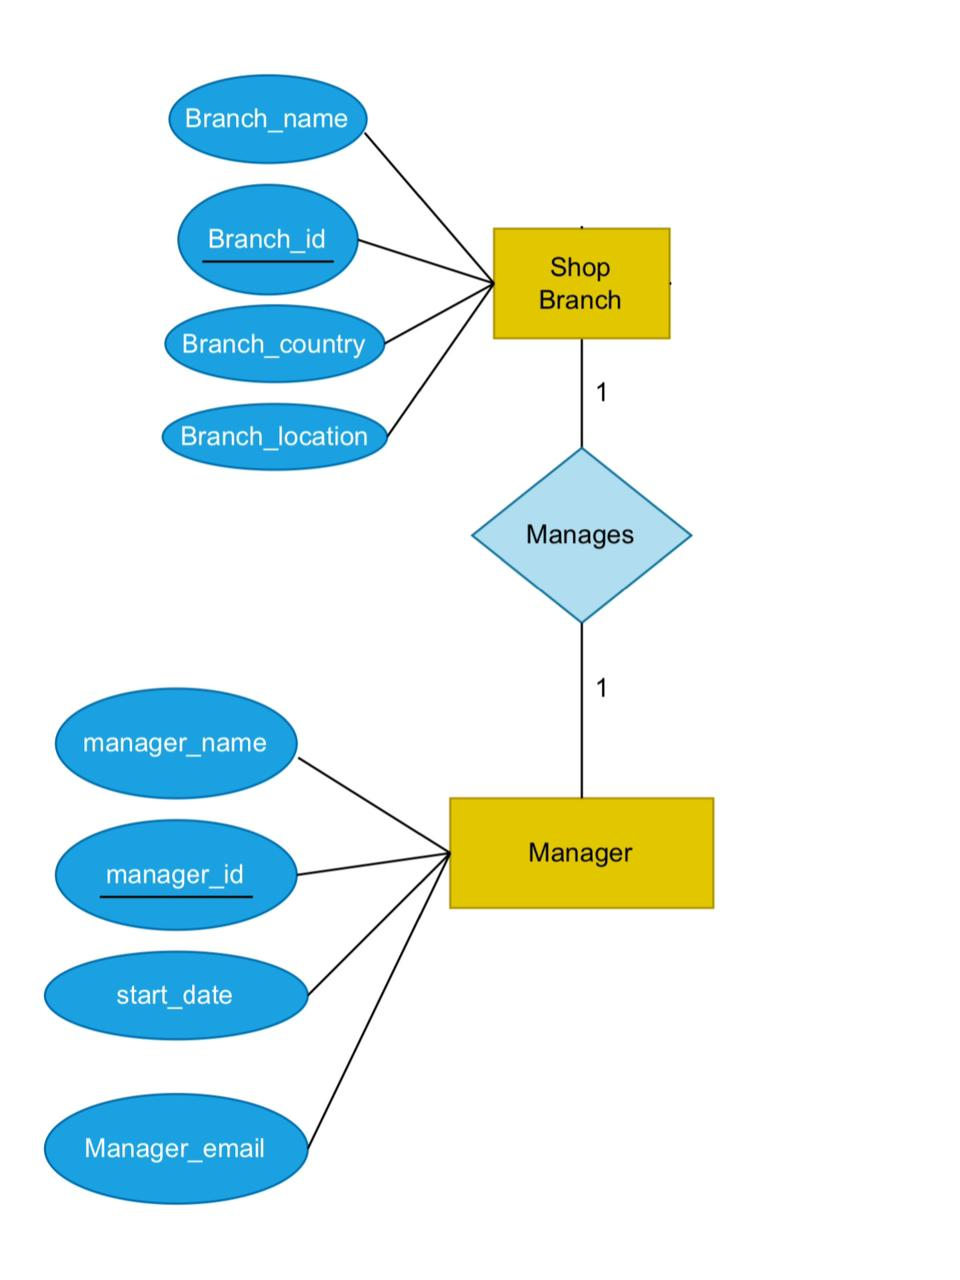 Branch_name
Branch_id
Branch_country
Branch_location
Shop
Branch
1
Manages
1
manager_name
manager_id
start_date
Manager_email
Manager